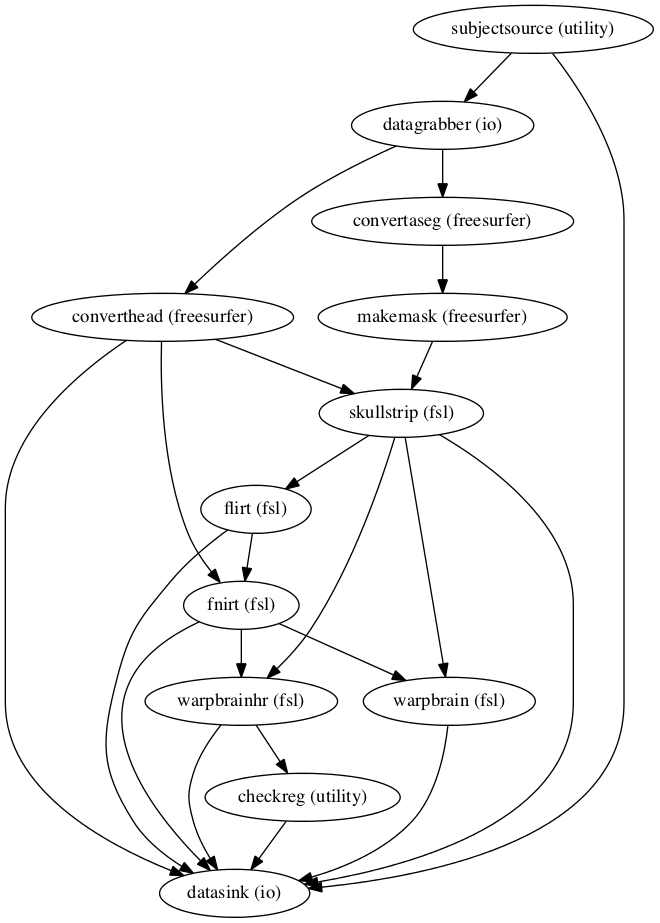 subjectsource (utility)
datagrabber (io)
convertaseg (freesurfer)
converthead (freesurfer)
makemask (freesurfer)
skullstrip (fsl)
flirt (fsl)
fnirt (fsl)
warpbrainhr (fsl)
warpbrain (fsl)
checkreg (utility)
datasink (io)